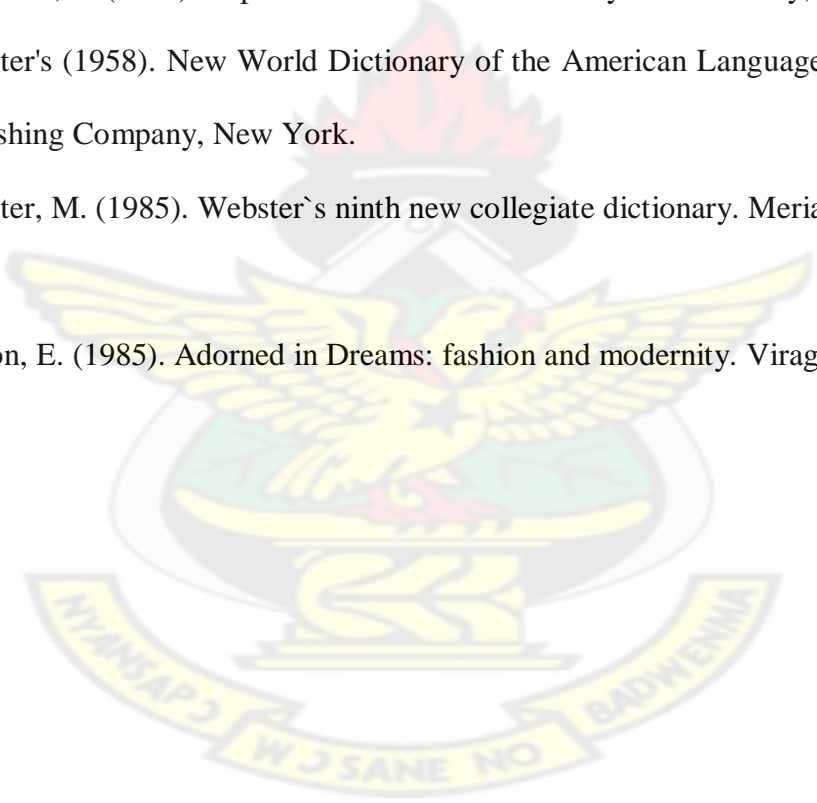 ter's (1958). New World Dictionary of the American Language
shing Company, New York.
ter, M. (1985). Webster`s ninth new collegiate dictionary. Meria
on, E. (1985). Adorned in Dreams: fashion and modernity. Virag
NYANSAPƆ WƆSANE NO BADWENMA